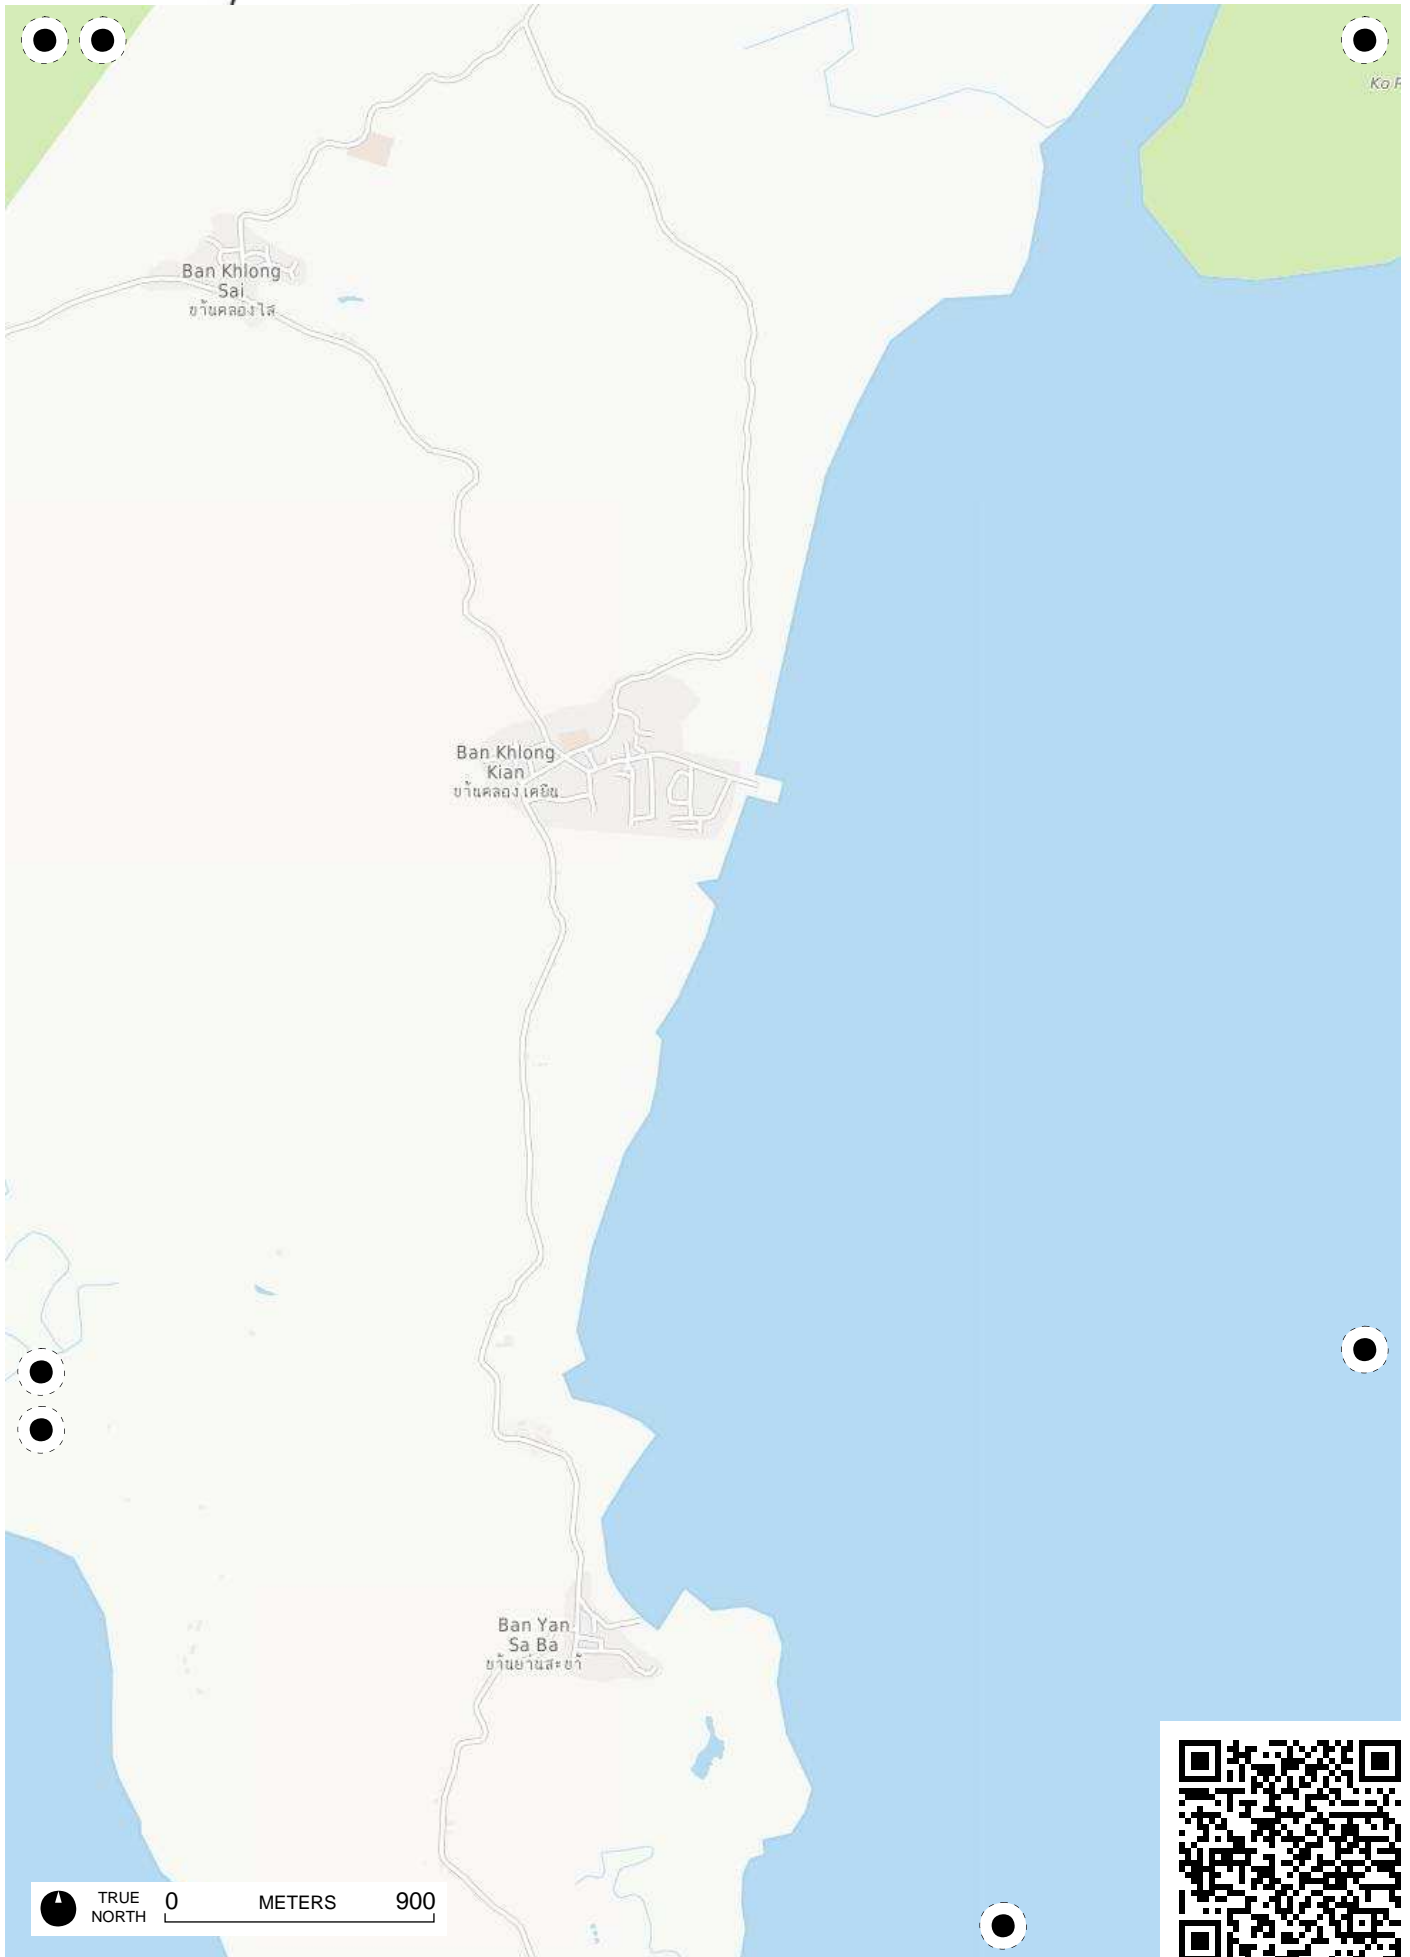 Ko
Ban Khlong
Sai
บ้านคลองไส
Ban Khlong
Kian
บ้านคลองเคียน
Ban Yan
Sa Ba
บ้านย่านสะบ้า
TRUE
NORTH
0 METERS 900